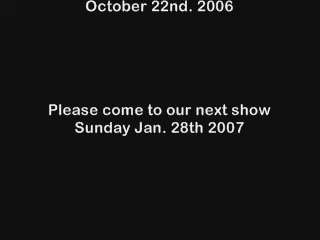 October 22nd. 2006
Please come to our next show
Sunday Jan. 28th 2007